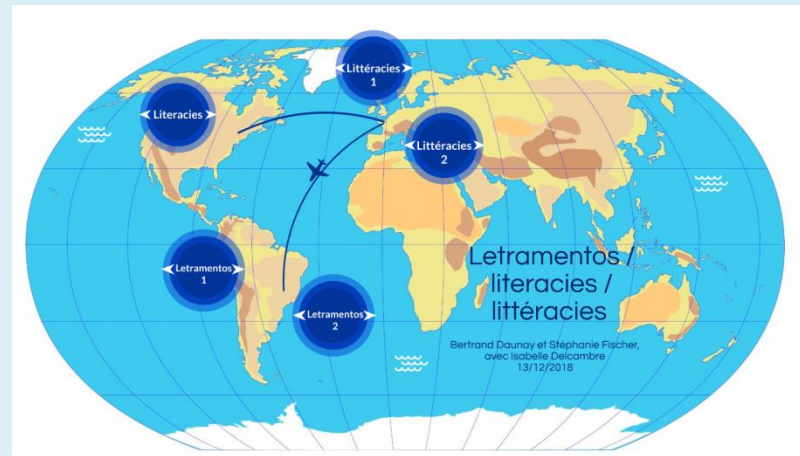 Littéracies
1
Literacies
Littéracies
2
Letramentos
1
Letramentos
2
Letramentos /
literacies /
littéracies
Bertrand Daunay et Stéphanie Fischer,
avec Isabelle Delcambre
13/12/2018